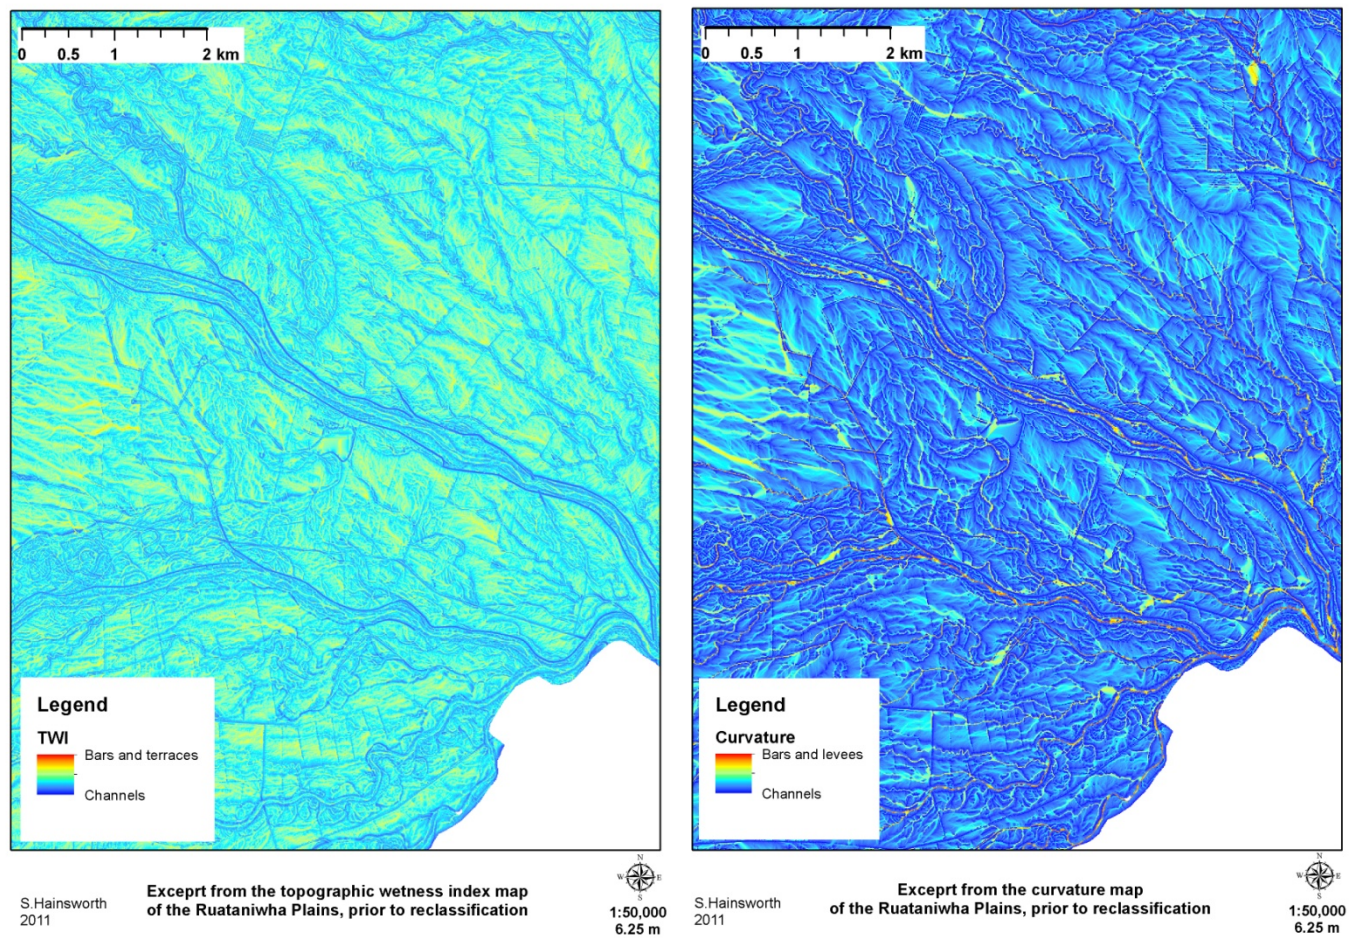 0 0.5 1 2 km
Legend
TWI
Bars and terraces
Channels
S.Hainsworth
2011
Exceprt from the topographic wetness index map
of the Ruataniwha Plains, prior to reclassification
N
W E
S
1:50,000
6.25 m
0 0.5 1 2 km
Legend
Curvature
Bars and levees
Channels
S.Hainsworth
2011
Exceprt from the curvature map
of the Ruataniwha Plains, prior to reclassification
N
W E
S
1:50,000
6.25 m